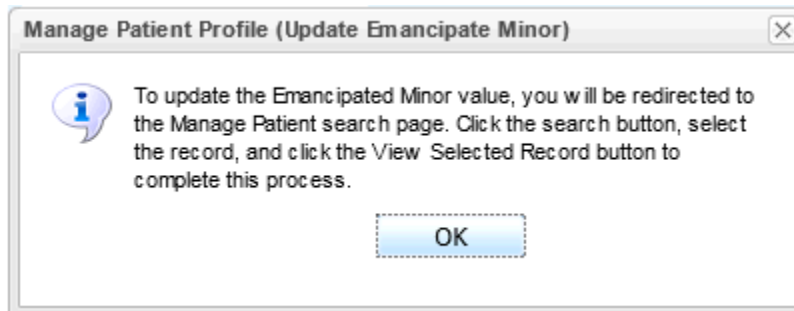 Manage Patient Profile (Update Emancipate Minor)
To update the Emancipated Minor value, you will be redirected to
the Manage Patient search page. Click the search button, select
the record, and click the View Selected Record button to
complete this process.
OK